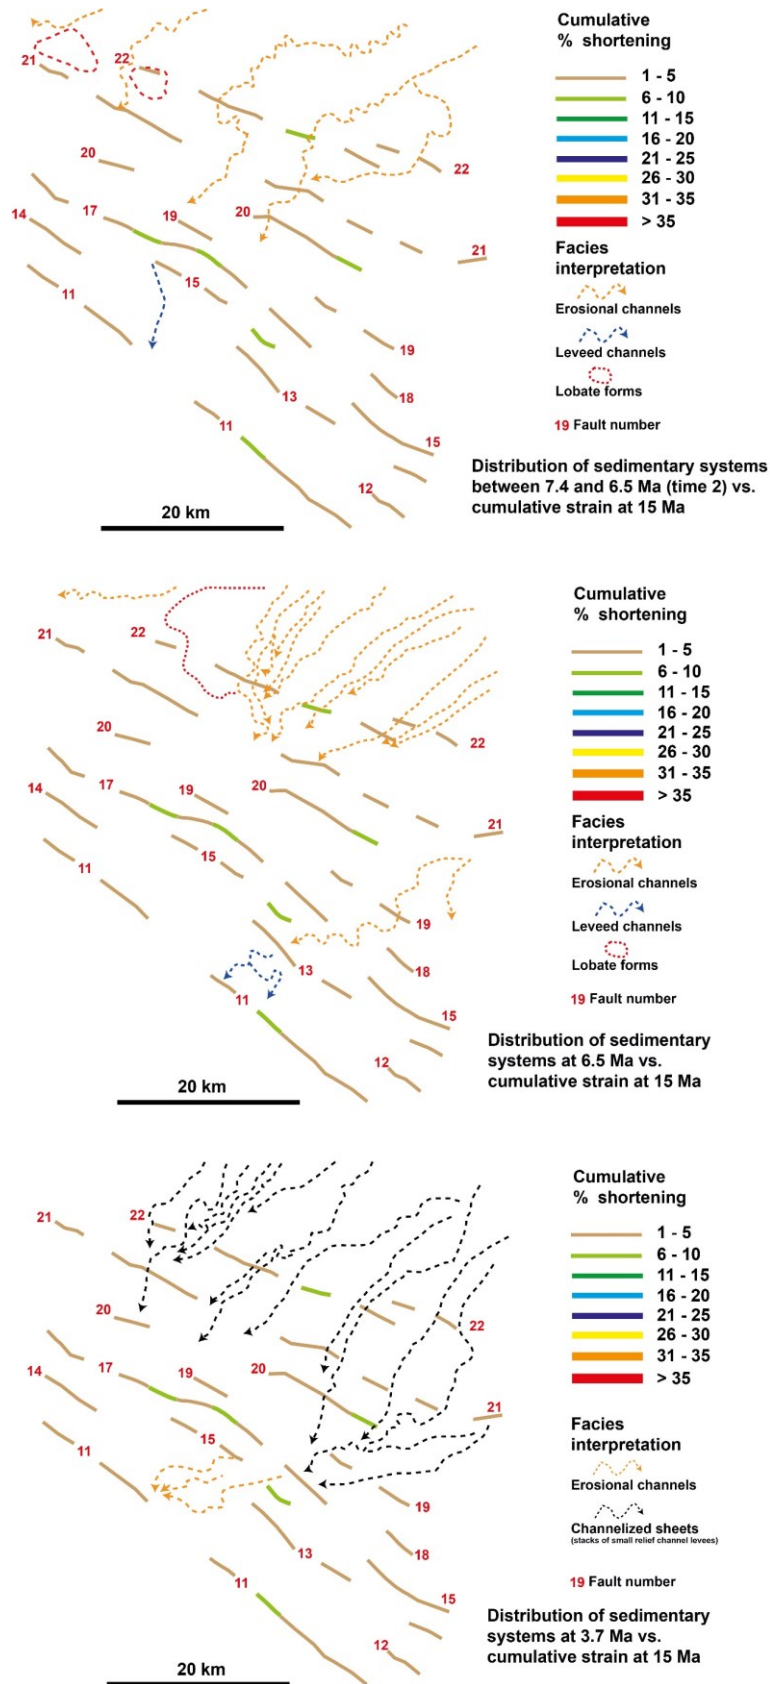 Cumulative
% shortening
1 - 5
6 - 10
11 - 15
16 - 20
21 - 25
26 - 30
31 - 35
> 35
Facies
interpretation
Erosional channels
Leveed channels
Lobate forms
19 Fault number
21
22
20
22
14
17
19
20
21
15
11
19
13
18
11
15
12
20 km
Distribution of sedimentary systems
between 7.4 and 6.5 Ma (time 2) vs.
cumulative strain at 15 Ma
Cumulative
% shortening
1 - 5
6 - 10
11 - 15
16 - 20
21 - 25
26 - 30
31 - 35
> 35
Facies
interpretation
Erosional channels
Leveed channels
Lobate forms
19 Fault number
21
22
20
22
14
17
19
20
21
15
11
19
13
18
11
15
12
20 km
Distribution of sedimentary
systems at 6.5 Ma vs.
cumulative strain at 15 Ma
Cumulative
% shortening
1 - 5
6 - 10
11 - 15
16 - 20
21 - 25
26 - 30
31 - 35
> 35
Facies
interpretation
Erosional channels
Channelized sheets
(stacks of small relief channel levees)
19 Fault number
21
22
20
22
14
17
19
20
21
15
11
19
13
18
11
15
12
20 km
Distribution of sedimentary
systems at 3.7 Ma vs.
cumulative strain at 15 Ma